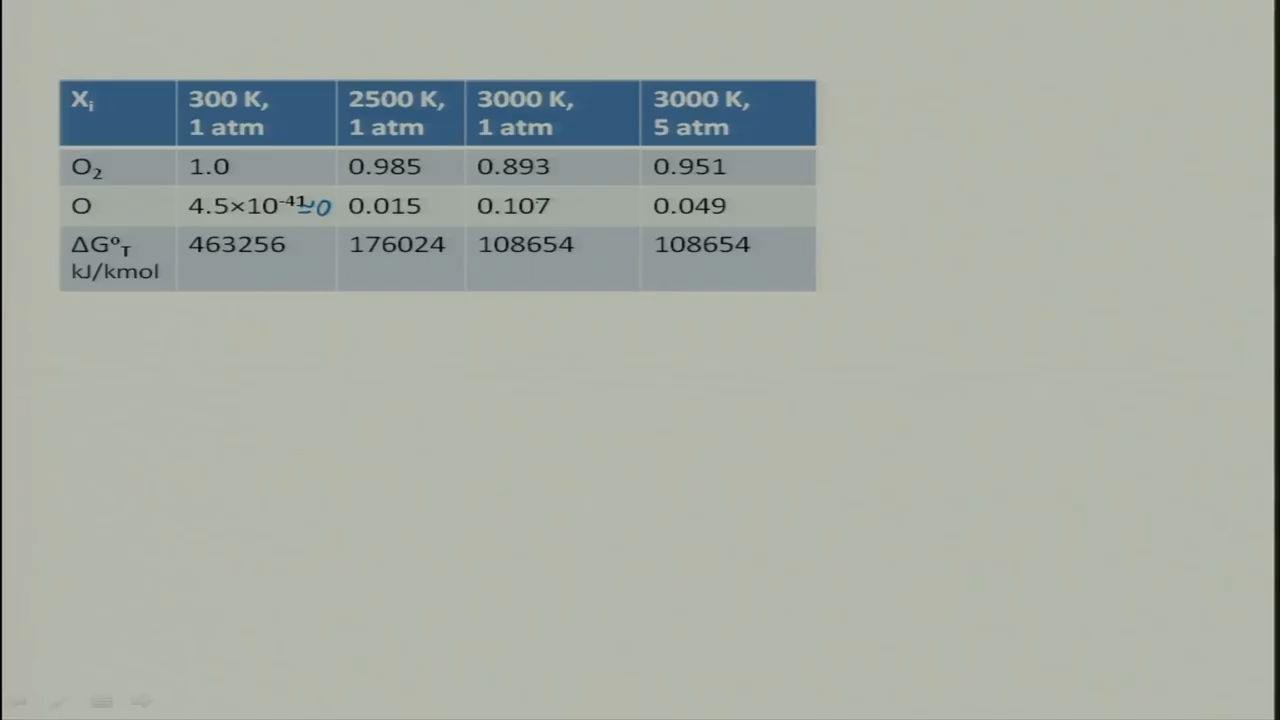 Xᵢ 300 K, 2500 K, 3000 K, 3000 K,
1 atm 1 atm 1 atm 5 atm
O₂ 1.0 0.985 0.893 0.951
O 4.5×10⁻⁴¹≃0 0.015 0.107 0.049
ΔGºT 463256 176024 108654 108654
kJ/kmol